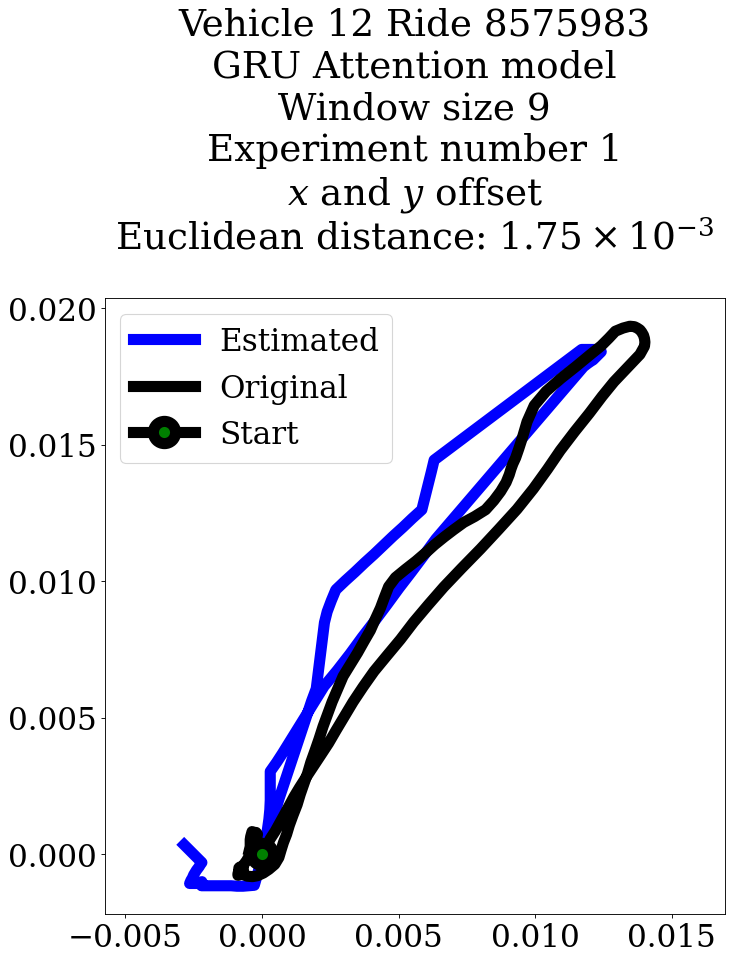 Vehicle 12 Ride 8575983
GRU Attention model
Window size 9
Experiment number 1
x and y offset
Euclidean distance: 1.75 × 10⁻³
0.020
0.015
0.010
0.005
0.000
Estimated
Original
Start
−0.005
0.000
0.005
0.010
0.015